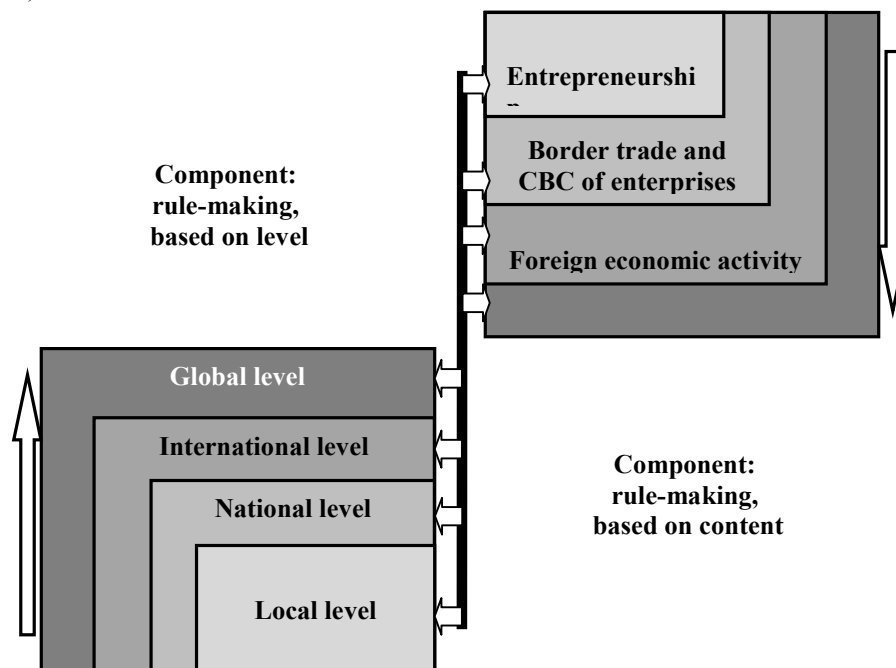 Entrepreneurshi
Border trade and
CBC of enterprises
Foreign economic activity
Component:
rule-making,
based on level
Global level
International level
National level
Local level
Component:
rule-making,
based on content